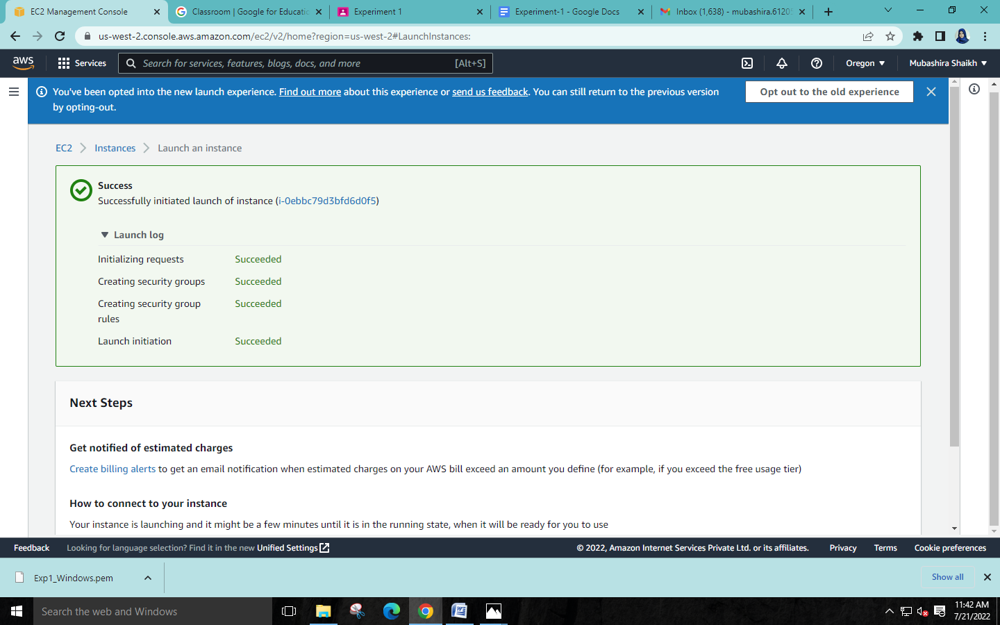 EC2 Management Console
Classroom | Google for Educatio
Experiment 1
Experiment-1 - Google Docs
Inbox (1,638) - mubashira.6120
us-west-2.console.aws.amazon.com/ec2/v2/home?region=us-west-2#LaunchInstances:
aws
Services
Search for services, features, blogs, docs, and more
[Alt+S]
Oregon
Mubashira Shaikh
You've been opted into the new launch experience. Find out more about this experience or send us feedback. You can still return to the previous version
by opting-out.
Opt out to the old experience
EC2
Instances
Launch an instance
Success
Successfully initiated launch of instance (i-0ebbc79d3bfd6d0f5)
Launch log
Initializing requests Succeeded
Creating security groups Succeeded
Creating security group Succeeded
rules
Launch initiation Succeeded
Next Steps
Get notified of estimated charges
Create billing alerts to get an email notification when estimated charges on your AWS bill exceed an amount you define (for example, if you exceed the free usage tier)
How to connect to your instance
Your instance is launching and it might be a few minutes until it is in the running state, when it will be ready for you to use
Feedback
Looking for language selection? Find it in the new Unified Settings
© 2022, Amazon Internet Services Private Ltd. or its affiliates.
Privacy
Terms
Cookie preferences
Exp1_Windows.pem
Show all
Search the web and Windows
11:42 AM
7/21/2022